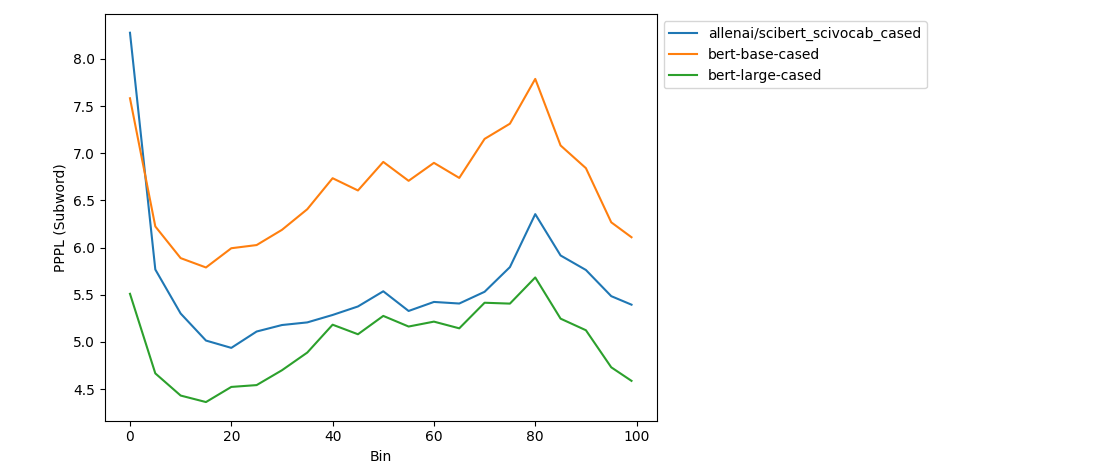 allenai/scibert_scivocab_cased
bert-base-cased
bert-large-cased
PPPL (Subword)
8.0
7.5
7.0
6.5
6.0
5.5
5.0
4.5
0 20 40 60 80 100
Bin